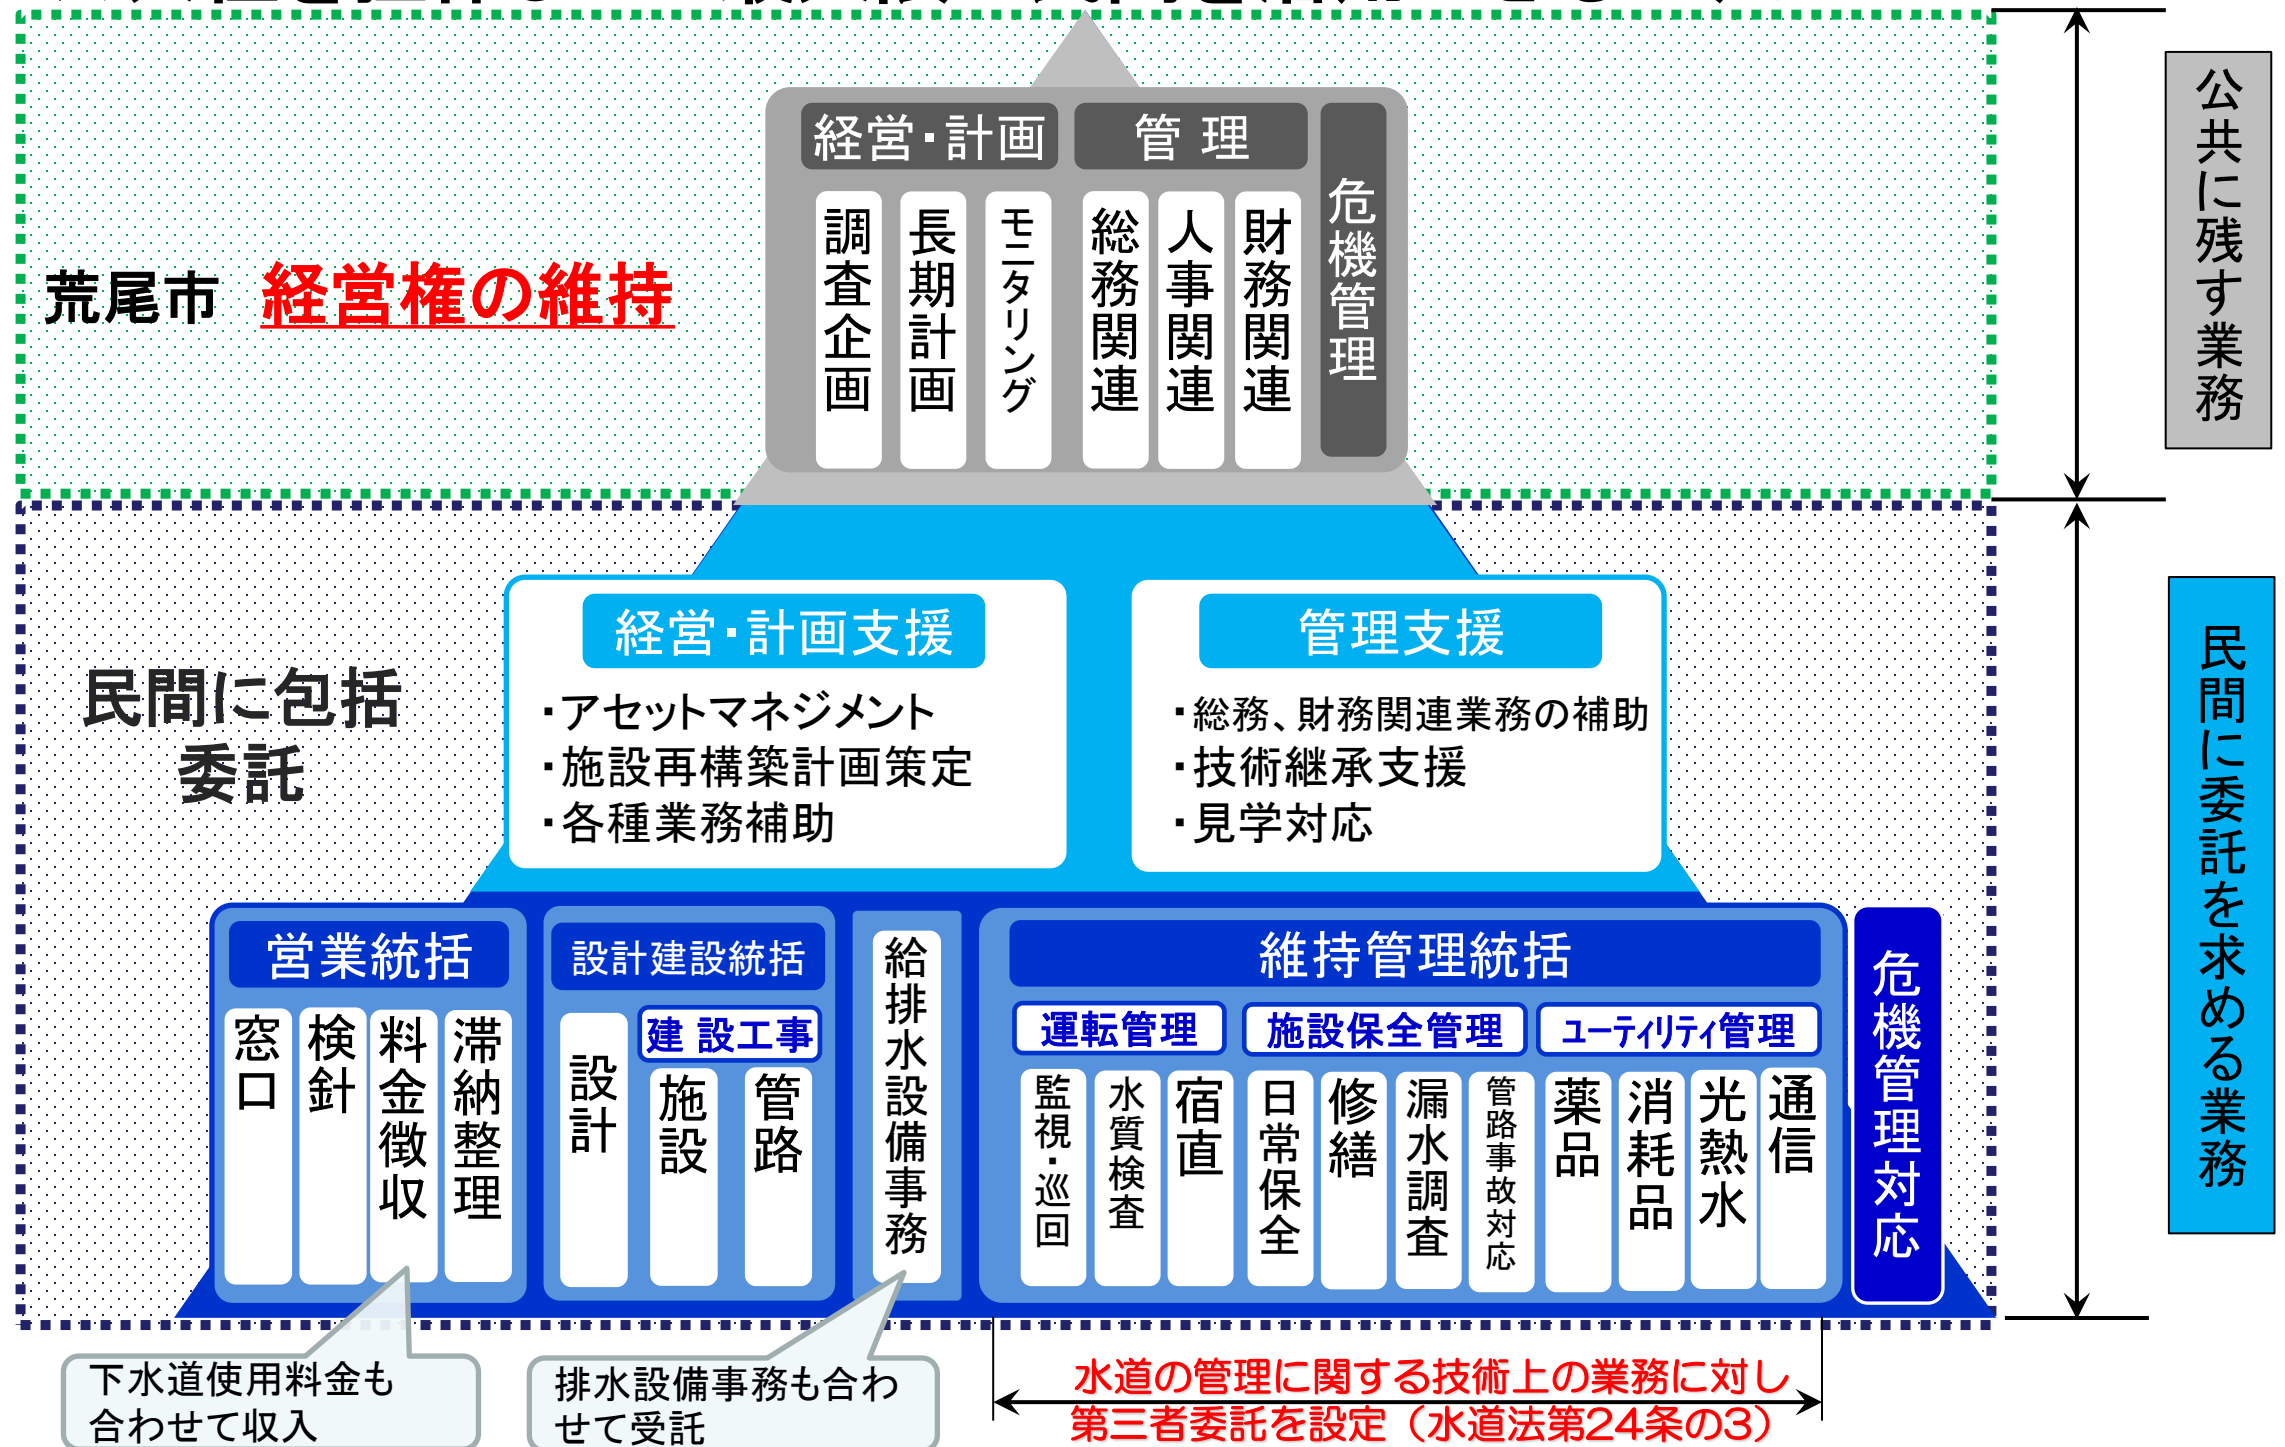 経営・計画
管 理
危機管理
調査企画
長期計画
モニタリング
総務関連
人事関連
財務関連
荒尾市 経営権の維持
公共に残す業務
経営・計画支援
・アセットマネジメント
・施設再構築計画策定
・各種業務補助
管理支援
・総務、財務関連業務の補助
・技術継承支援
・見学対応
民間に包括
委託
民間に委託を求める業務
営業統括
窓口
検針
料金徴収
滞納整理
設計建設統括
設計
建 設工事
施設
管路
給排水設備事務
維持管理統括
運転管理
監視・巡回
水質検査
宿直
施設保全管理
日常保全
修繕
漏水調査
管路事故対応
ユーティリティ管理
薬品
消耗品
光熱水
通信
危機管理対応
下水道使用料金も
合わせて収入
排水設備事務も合わ
せて受託
水道の管理に関する技術上の業務に対し
第三者委託を設定（水道法第24条の3）